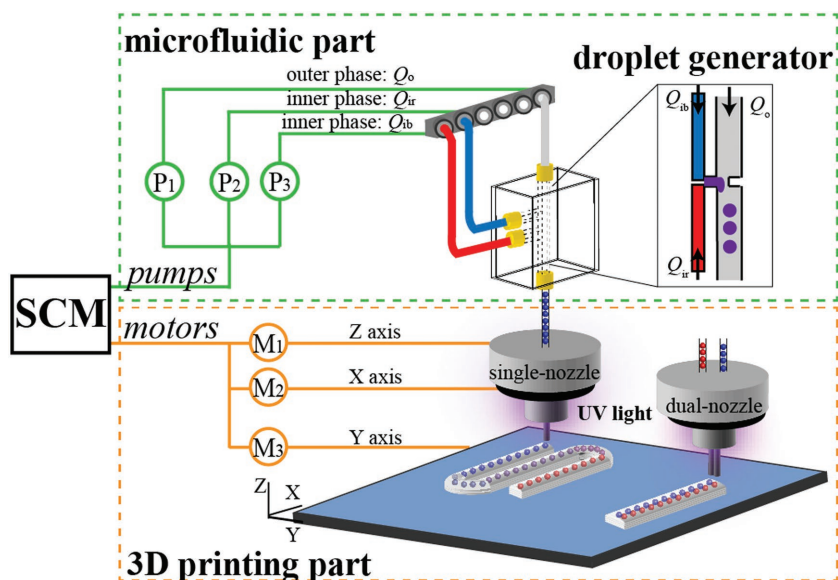 microfluidic part
droplet generator
outer phase: Qo
inner phase: Qir
inner phase: Qib
Qib
Qo
P1
P2
P3
Qir
pumps
SCM
motors
M1
Z axis
single-nozzle
M2
X axis
UV light
dual-nozzle
M3
Y axis
Z
X
Y
3D printing part